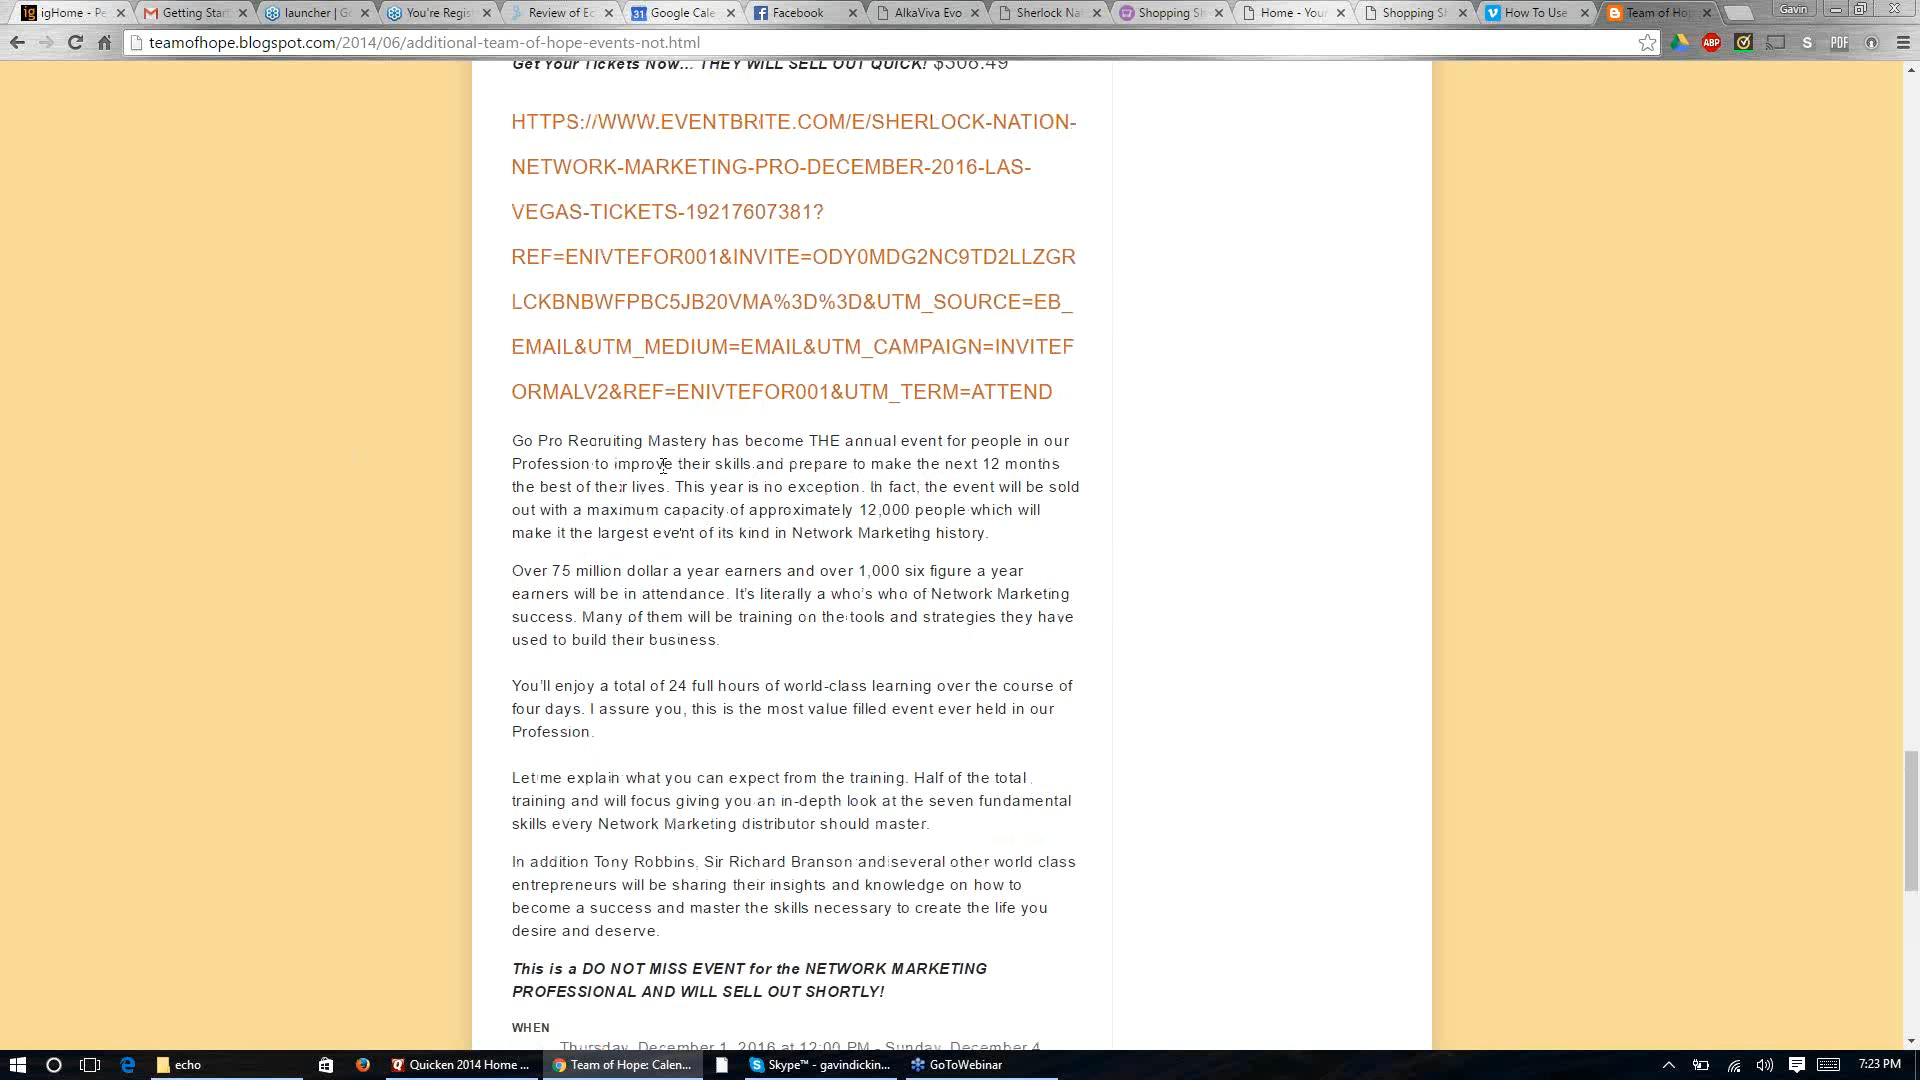 igHome - Pe
Getting Star
launcher | G
You're Regis
Review of E
Google Cale
Facebook
AlkaViva Evo
Sherlock Na
Shopping S
Home - Your
Shopping S
How To Use
Team of Ho
Gavin
teamofhope.blogspot.com/2014/06/additional-team-of-hope-events-not.html
Get Your Tickets Now... THEY WILL SELL OUT QUICK! $308.49
HTTPS://WWW.EVENTBRITE.COM/E/SHERLOCK-NATION-
NETWORK-MARKETING-PRO-DECEMBER-2016-LAS-
VEGAS-TICKETS-19217607381?
REF=ENIVTEFOR001&INVITE=ODY0MDG2NC9TD2LLZGR
LCKBNBWFPBC5JB20VMA%3D%3D&UTM_SOURCE=EB_
EMAIL&UTM_MEDIUM=EMAIL&UTM_CAMPAIGN=INVITEF
ORMALV2&REF=ENIVTEFOR001&UTM_TERM=ATTEND
Go Pro Recruiting Mastery has become THE annual event for people in our
Profession to improve their skills and prepare to make the next 12 months
the best of their lives. This year is no exception. In fact, the event will be sold
out with a maximum capacity of approximately 12,000 people which will
make it the largest event of its kind in Network Marketing history.
Over 75 million dollar a year earners and over 1,000 six figure a year
earners will be in attendance. It's literally a who's who of Network Marketing
success. Many of them will be training on the tools and strategies they have
used to build their business.
You'll enjoy a total of 24 full hours of world-class learning over the course of
four days. I assure you, this is the most value filled event ever held in our
Profession.
Let me explain what you can expect from the training. Half of the total
training and will focus giving you an in-depth look at the seven fundamental
skills every Network Marketing distributor should master.
In addition Tony Robbins, Sir Richard Branson and several other world class
entrepreneurs will be sharing their insights and knowledge on how to
become a success and master the skills necessary to create the life you
desire and deserve.
This is a DO NOT MISS EVENT for the NETWORK MARKETING
PROFESSIONAL AND WILL SELL OUT SHORTLY!
WHEN
Thursday, December 1, 2016 at 12:00 PM - Sunday, December 4,
echo
Quicken 2014 Home ...
Team of Hope: Calen...
Skype™ - gavindickin...
GoToWebinar
7:23 PM